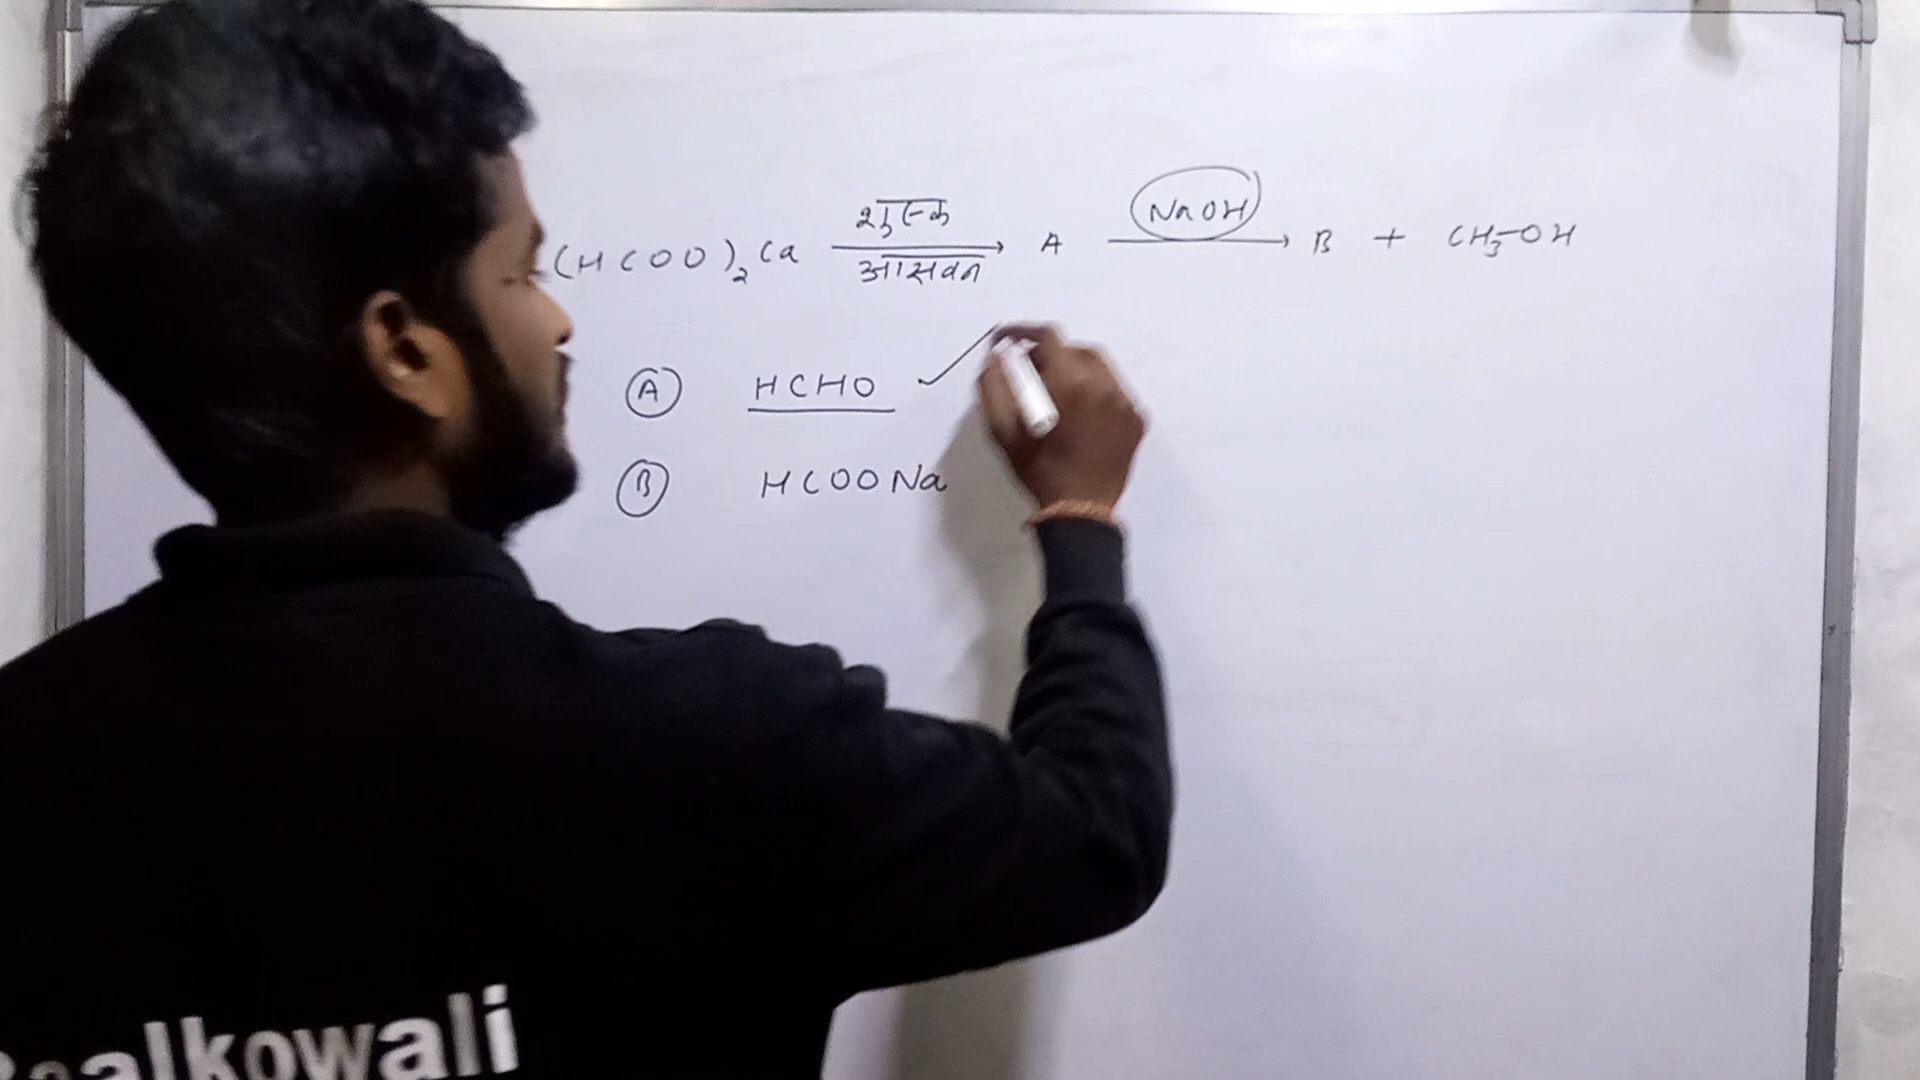 (HCOO)₂Ca शुष्क आसवन → A NaOH → B + CH₃-OH
(A) HCHO
(B) HCOONa
alkowali